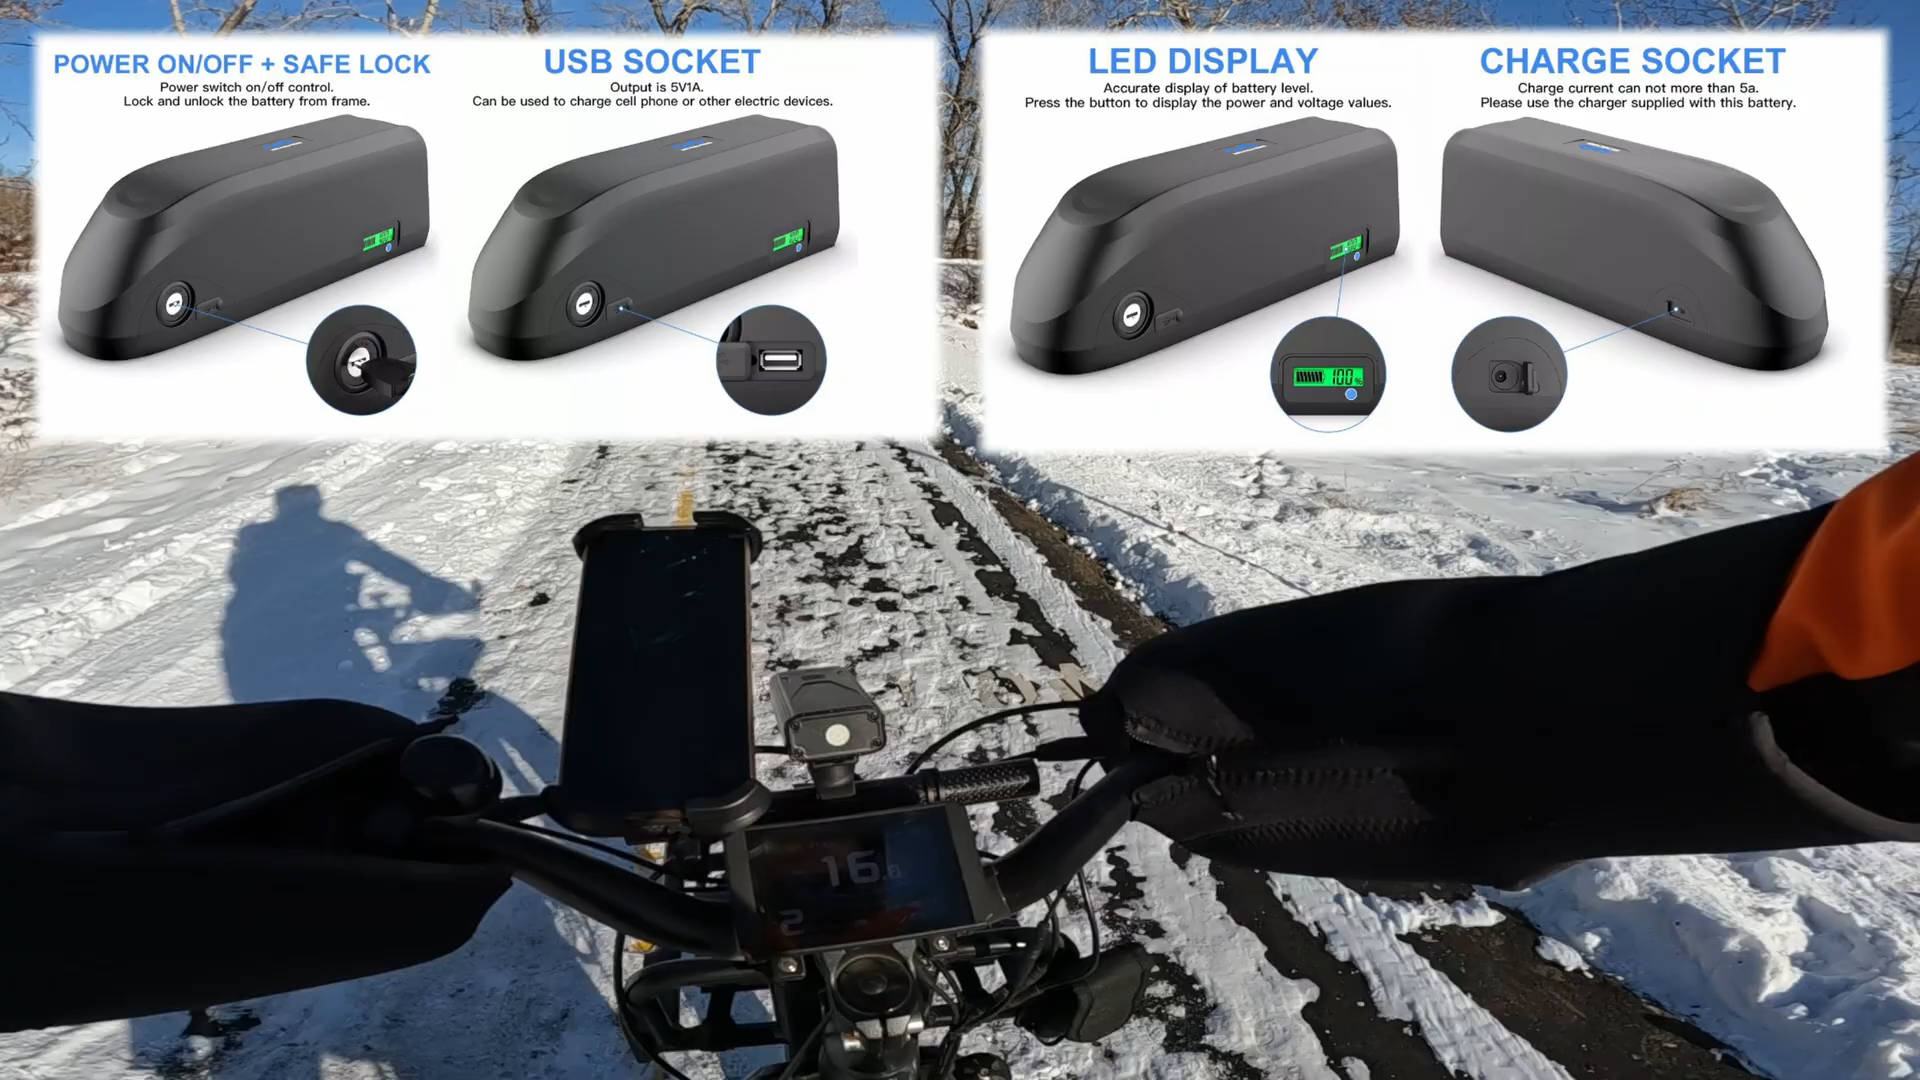 POWER ON/OFF + SAFE LOCK
Power switch on/off control.
Lock and unlock the battery from frame.
USB SOCKET
Output is 5V1A.
Can be used to charge cell phone or other electric devices.
LED DISPLAY
Accurate display of battery level.
Press the button to display the power and voltage values.
100%
CHARGE SOCKET
Charge current can not more than 5a.
Please use the charger supplied with this battery.
16.0
2